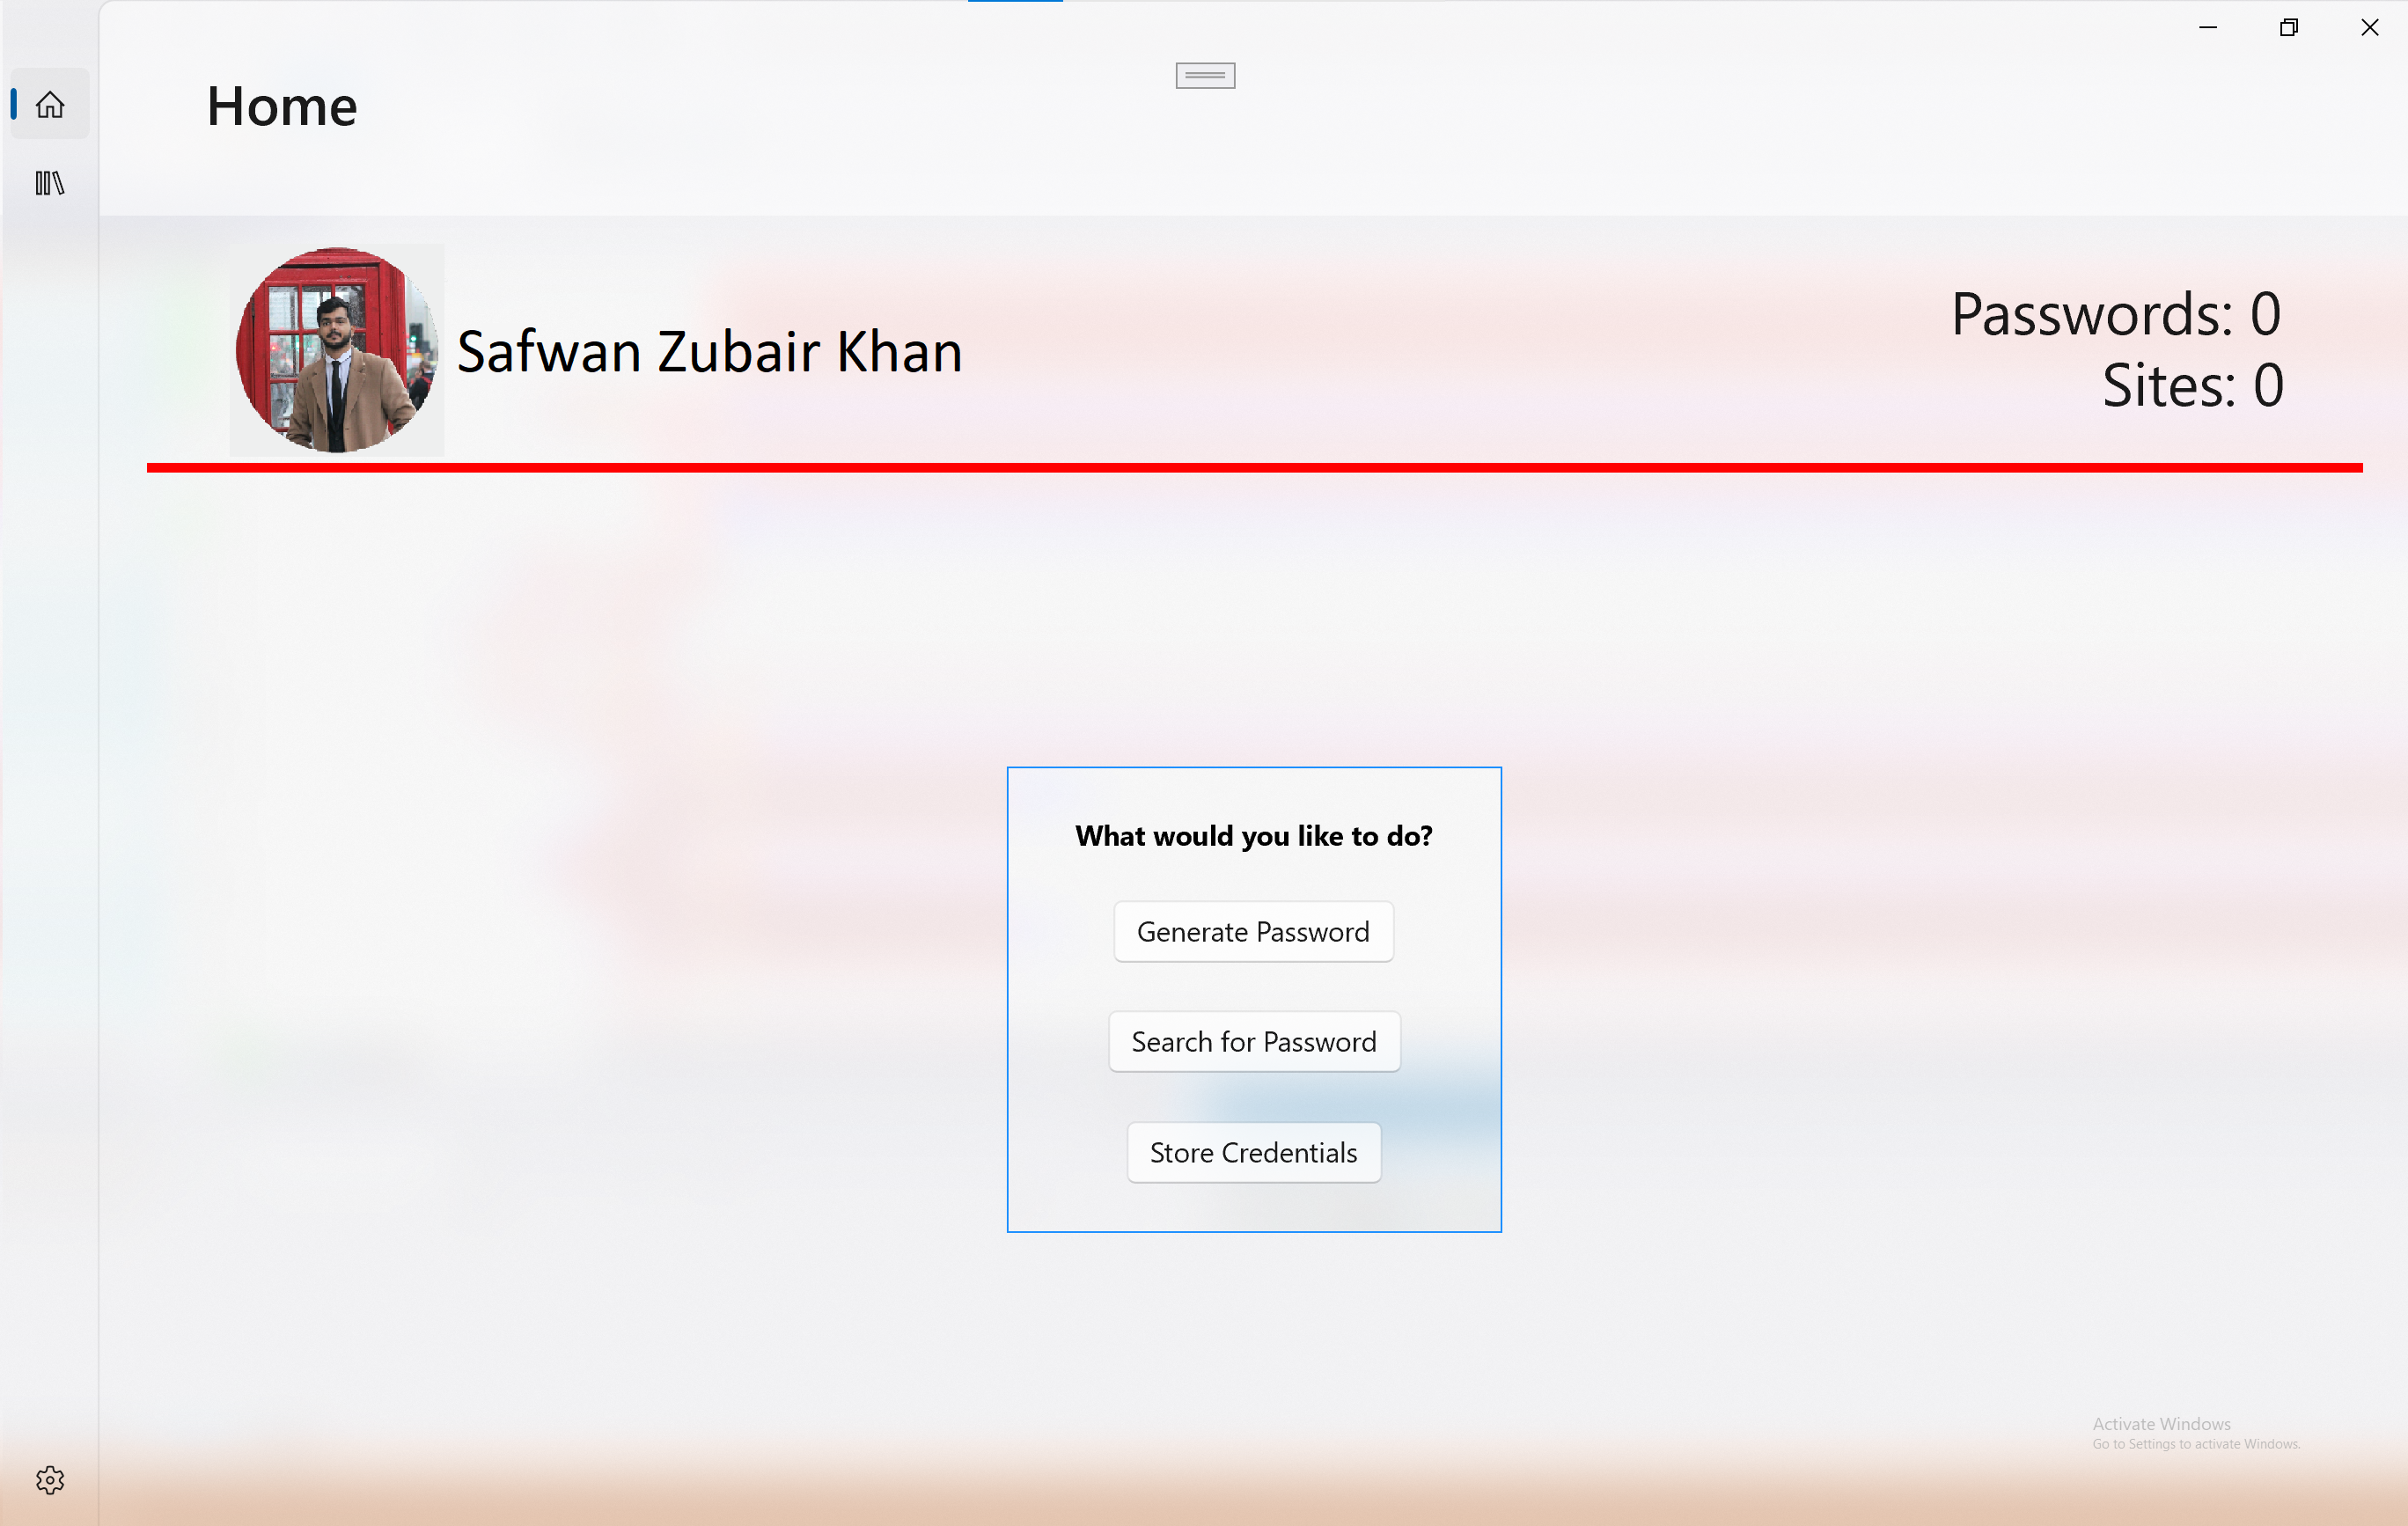 Home
Safwan Zubair Khan
Passwords: 0
Sites: 0
What would you like to do?
Generate Password
Search for Password
Store Credentials
Activate Windows
Go to Settings to activate Windows.